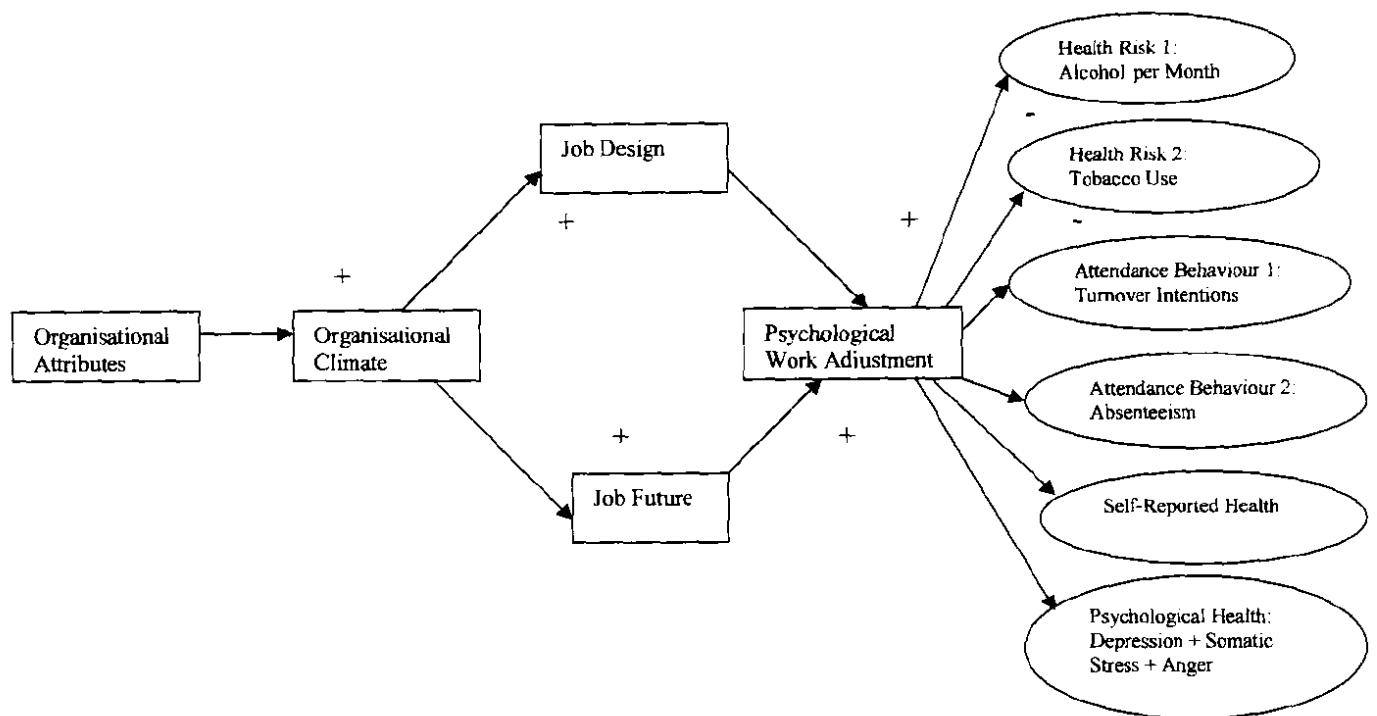 Health Risk 1:
Alcohol per Month
-
Job Design
Health Risk 2:
Tobacco Use
+
+
-
+
Attendance Behaviour 1:
Turnover Intentions
Organisational
Attributes
Organisational
Climate
Psychological
Work Adjustment
Attendance Behaviour 2:
Absenteeism
+
+
Job Future
Self-Reported Health
Psychological Health:
Depression + Somatic
Stress + Anger